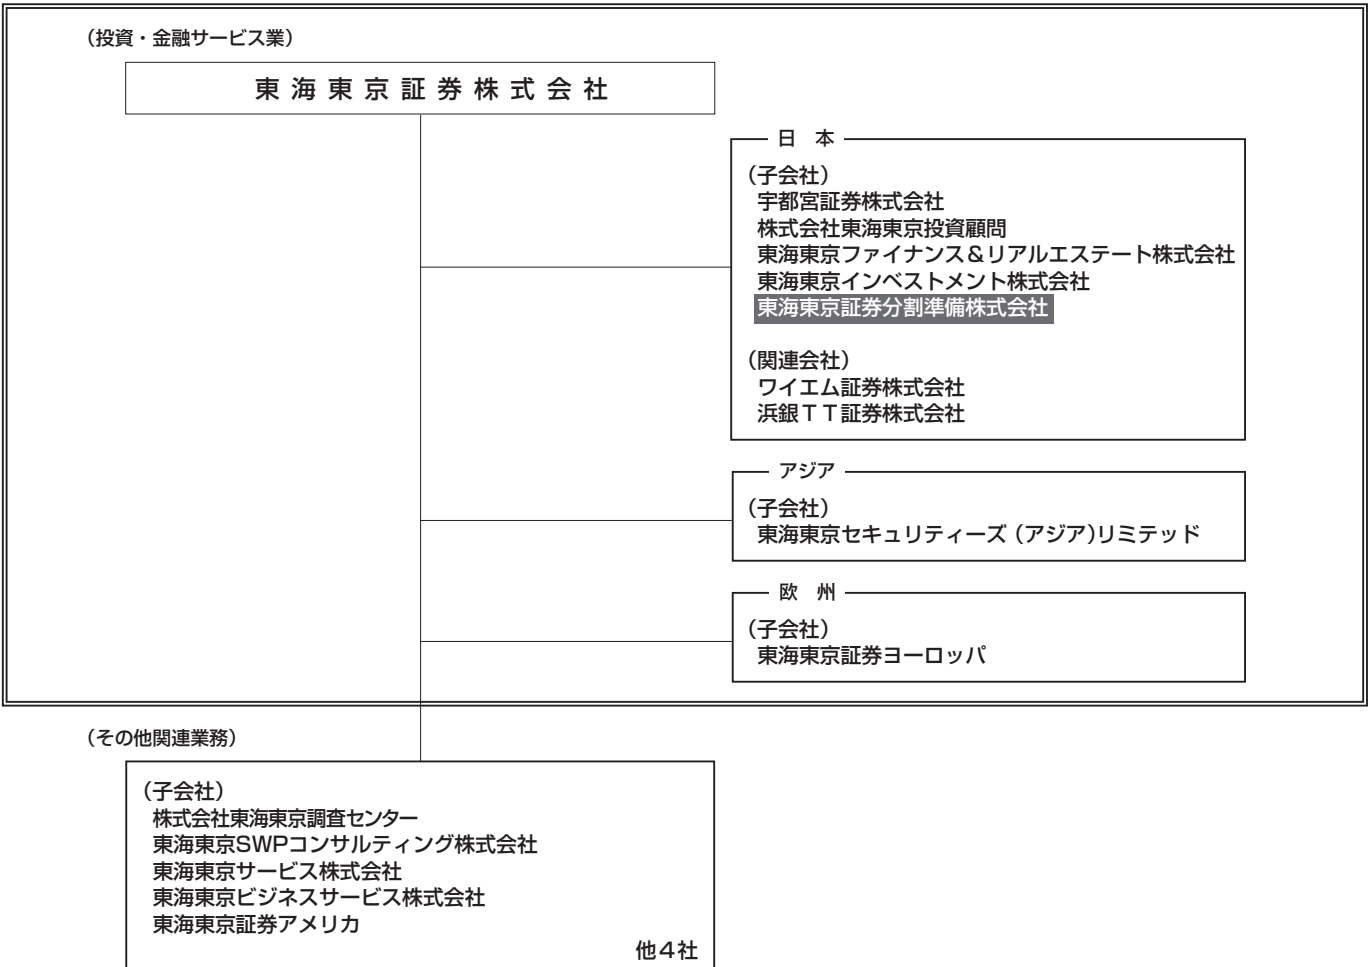 （投資・金融サービス業）
東海東京証券株式会社
日 本
（子会社）
宇都宮証券株式会社
株式会社東海東京投資顧問
東海東京ファイナンス＆リアルエステート株式会社
東海東京インベストメント株式会社
東海東京証券分割準備株式会社
（関連会社）
ワイエム証券株式会社
浜銀ＴＴ証券株式会社
アジア
（子会社）
東海東京セキュリティーズ（アジア）リミテッド
欧 州
（子会社）
東海東京証券ヨーロッパ
（その他関連業務）
（子会社）
株式会社東海東京調査センター
東海東京SWPコンサルティング株式会社
東海東京サービス株式会社
東海東京ビジネスサービス株式会社
東海東京証券アメリカ
他４社